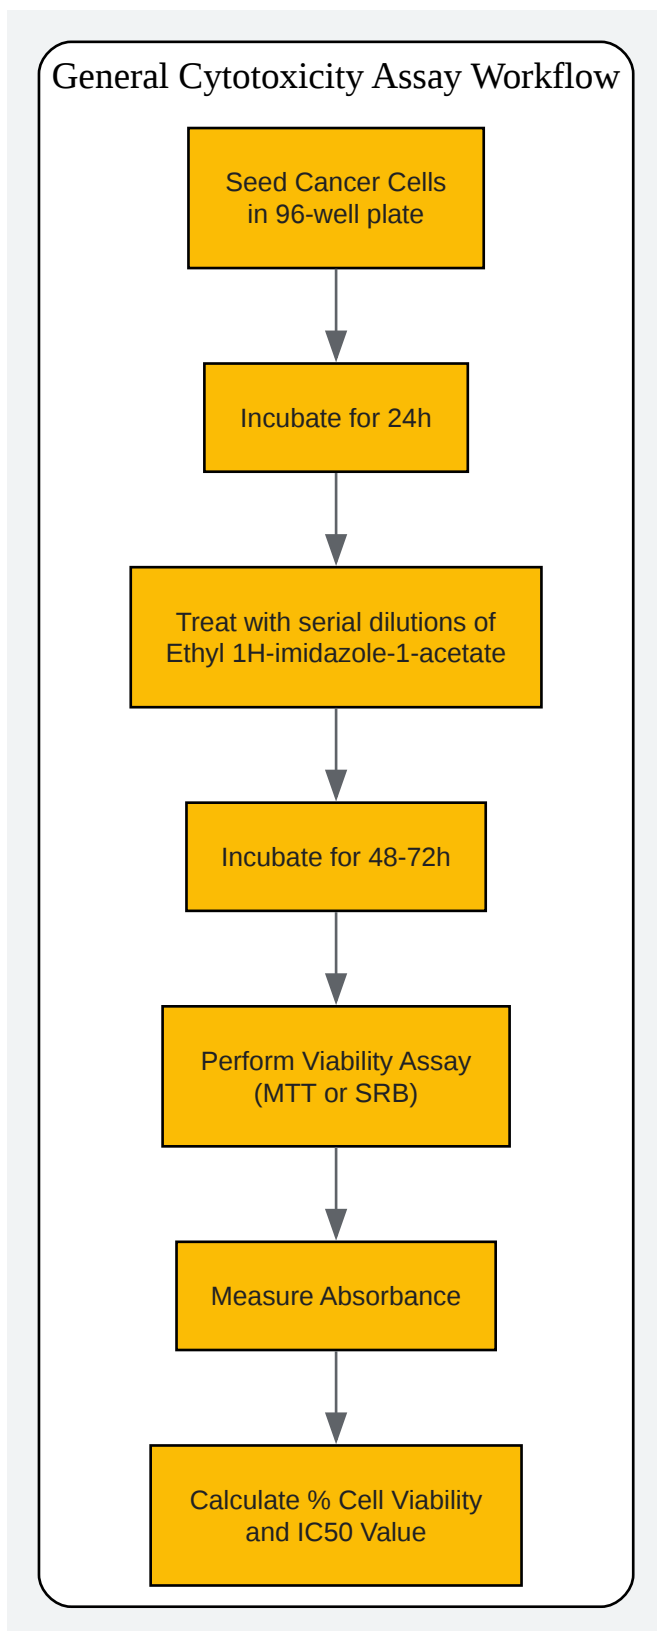 General Cytotoxicity Assay Workflow
Seed Cancer Cells
in 96-well plate
Incubate for 24h
Treat with serial dilutions of
Ethyl 1H-imidazole-1-acetate
Incubate for 48-72h
Perform Viability Assay
(MTT or SRB)
Measure Absorbance
Calculate % Cell Viability
and IC50 Value